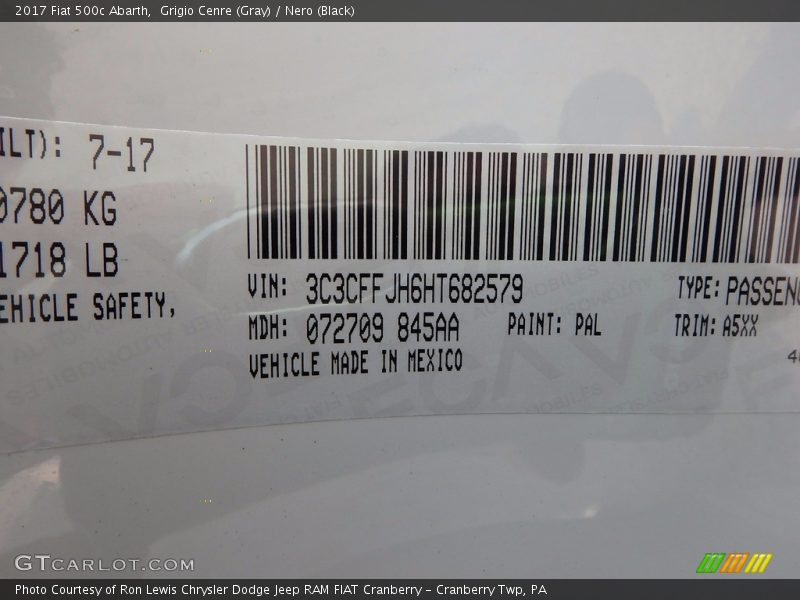 2017 Fiat 500c Abarth, Grigio Cenre (Gray) / Nero (Black)
ILT): 7-17
0780 KG
1718 LB
EHICLE SAFETY,
VIN: 3C3CFFJH6HT682579 TYPE: PASSEN
MDH: 072709 845AA PAINT: PAL TRIM: A5XX
VEHICLE MADE IN MEXICO
GTCARLOT.COM
Photo Courtesy of Ron Lewis Chrysler Dodge Jeep RAM FIAT Cranberry - Cranberry Twp, PA